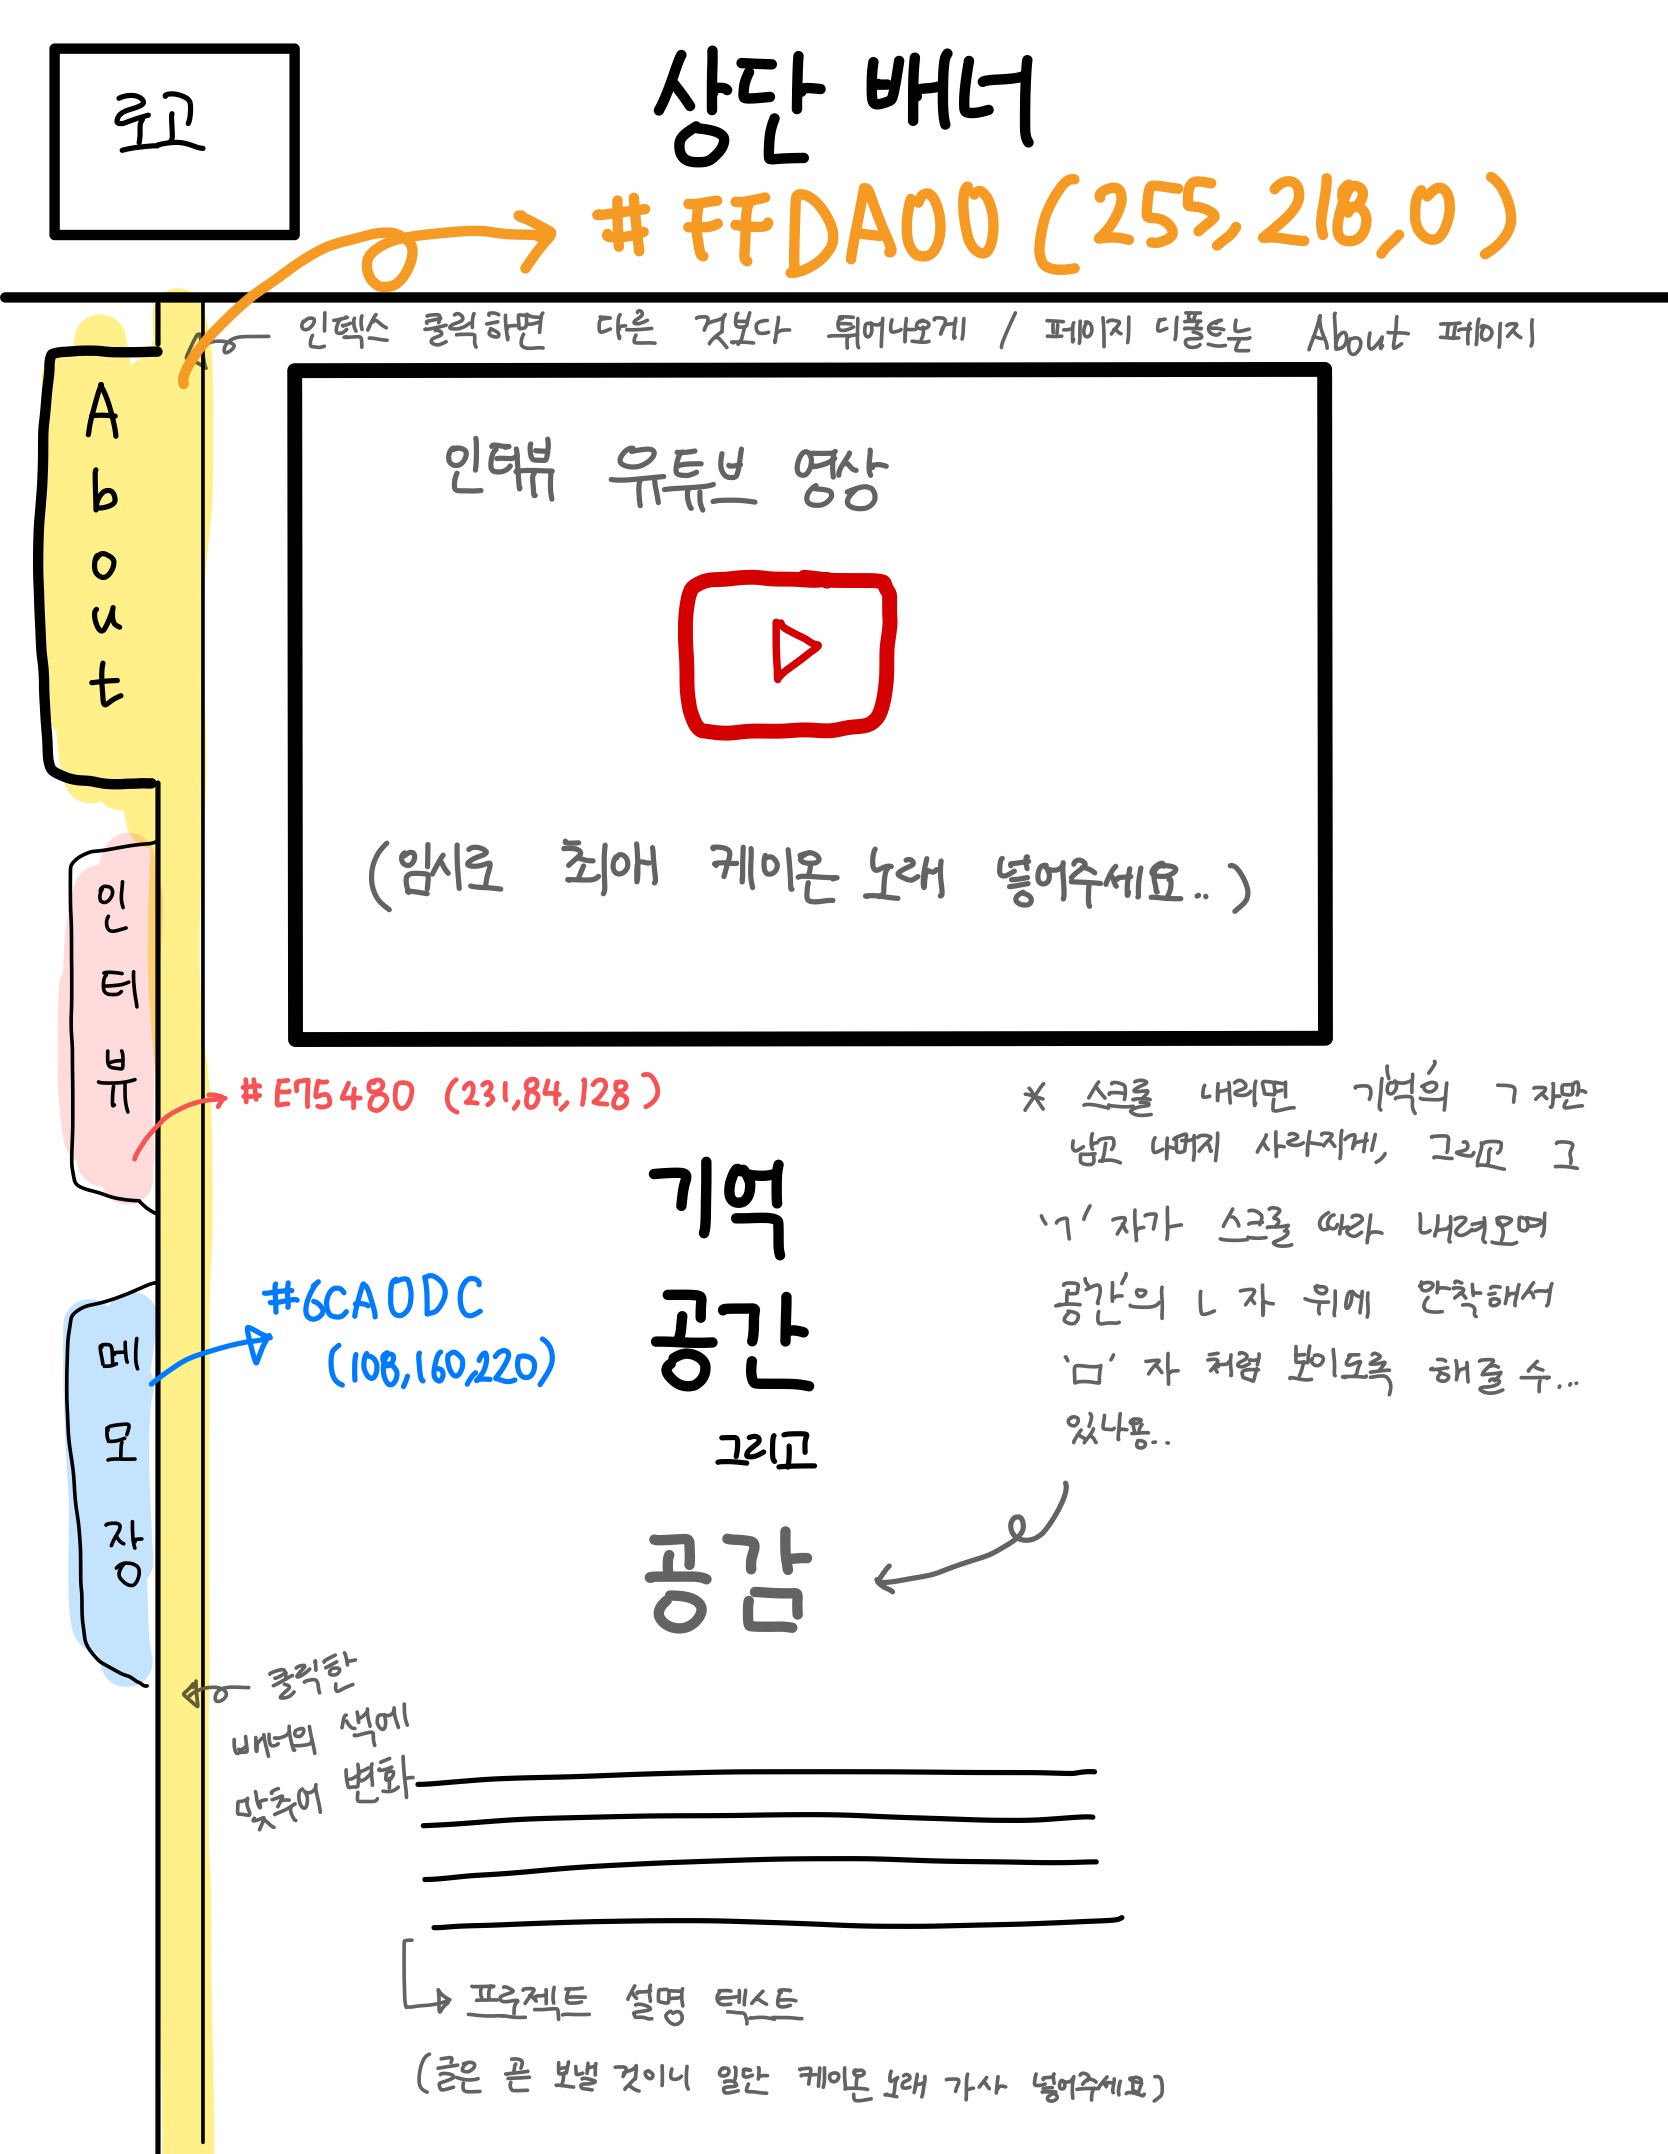 로고
상단 배너
#FFDA00 (255,218,0)
인텍스 클릭하면 다른 것보다 튀어나오게 / 페이지 디폴트는 About 페이지
About
인터뷰 유튜브 영상
(임시로 최애 케이온 노래 넣어주세요..)
인터뷰
#E75480 (231,84,128)
* 스크롤 내리면 '기억'의 ㄱ자만
남고 나머지 사라지게, 그리고 그
'ㄱ' 자가 스크롤 따라 내려오며
'공간'의 ㄴ자 위에 안착해서
'ㅁ' 자 처럼 보이도록 해줄 수...
있나용..
기억
공간
그리고
공감
#6CA0DC
(108,160,220)
메모장
클릭한
배너의 색에
맞추어 변화
프로젝트 설명 텍스트
(글은 곧 보낼 것이니 일단 케이온 노래 가사 넣어주세요)